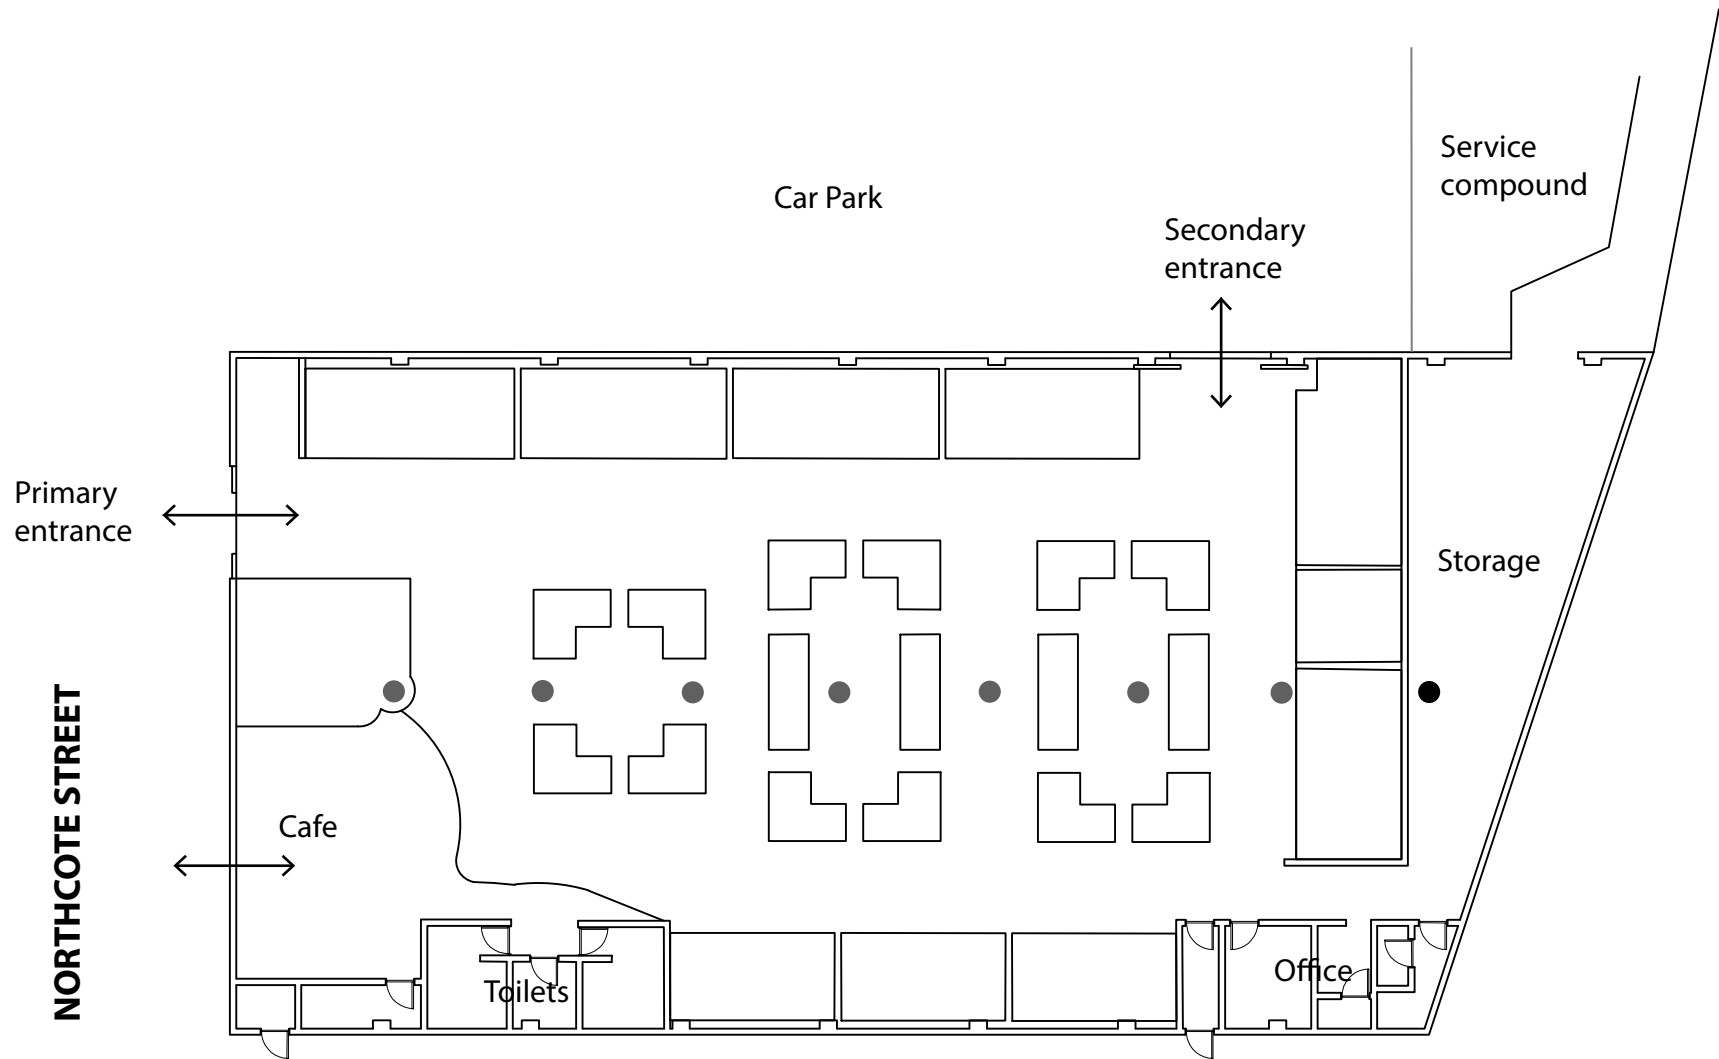 Service
compound
Car Park
Secondary
entrance
Primary
entrance
Storage
NORTHCOTE STREET
Cafe
Toilets
Office